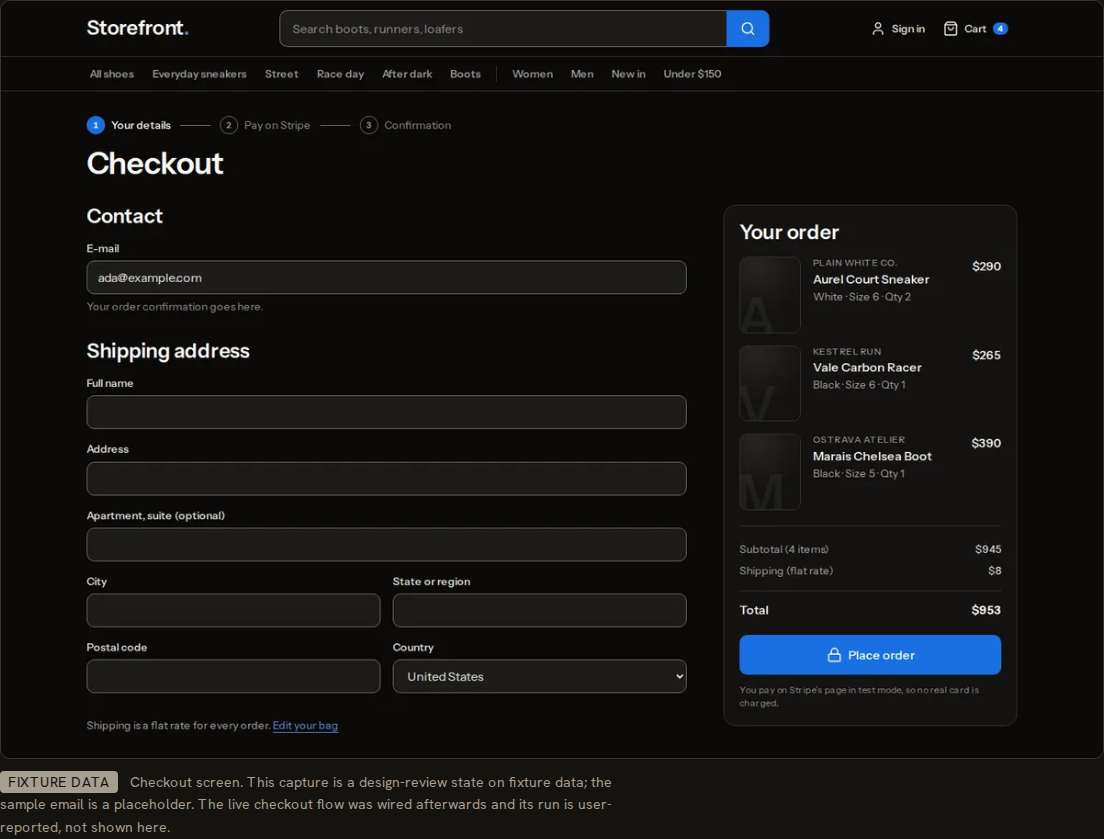 Storefront.
Search boots, runners, loafers
Sign in
Cart 4
All shoes Everyday sneakers Street Race day After dark Boots Women Men New in Under $150
1 Your details 2 Pay on Stripe 3 Confirmation
Checkout
Contact
E-mail
ada@example.com
Your order confirmation goes here.
Shipping address
Full name
Address
Apartment, suite (optional)
City
State or region
Postal code
Country
United States
Shipping is a flat rate for every order. Edit your bag
Your order
A
PLAIN WHITE CO.
Aurel Court Sneaker
White · Size 6 · Qty 2
$290
V
KESTREL RUN
Vale Carbon Racer
Black · Size 6 · Qty 1
$265
M
OSTRAVA ATELIER
Marais Chelsea Boot
Black · Size 5 · Qty 1
$390
Subtotal (4 items) $945
Shipping (flat rate) $8
Total $953
Place order
You pay on Stripe's page in test mode, so no real card is
charged.
FIXTURE DATA Checkout screen. This capture is a design-review state on fixture data; the
sample email is a placeholder. The live checkout flow was wired afterwards and its run is user-
reported, not shown here.